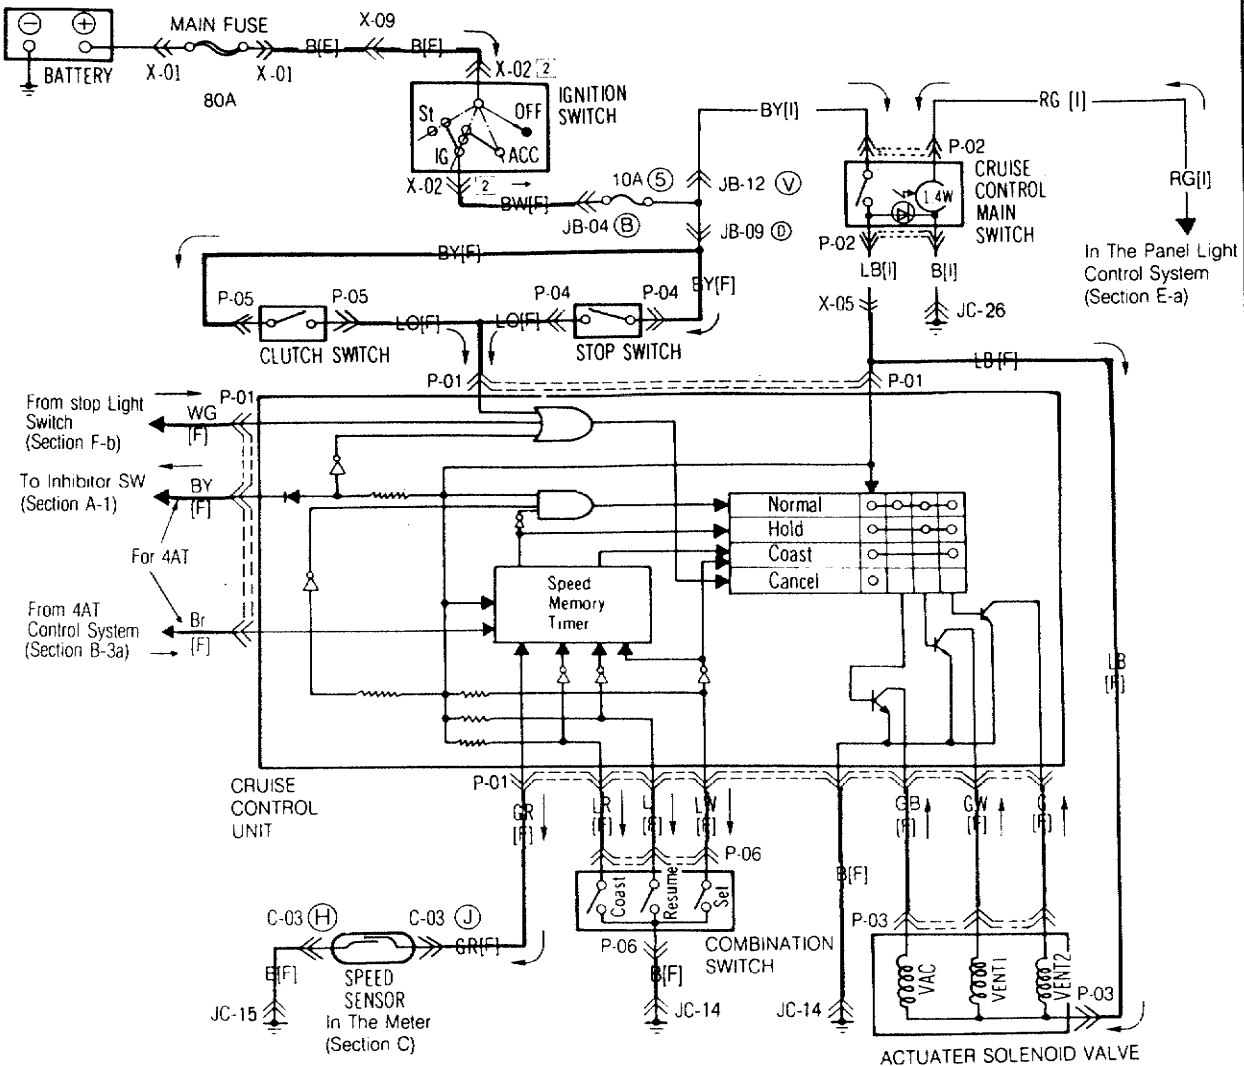 MAIN FUSE
X-09
BATTERY
X-01
X-01
80A
B[F]
B[F]
X-02 2
IGNITION
SWITCH
St
OFF
IG
ACC
X-02 2
BW[F]
10A 5
JB-04 B
BY[I]
JB-12 V
JB-09 D
RG [I]
P-02
CRUISE
CONTROL
MAIN
SWITCH
1.4W
RG[I]
P-02
LB[I]
B[I]
In The Panel Light
Control System
(Section E-a)
X-05
JC-26
BY[F]
BY[F]
P-05
P-05
P-04
P-04
LO[F]
LO[F]
CLUTCH SWITCH
STOP SWITCH
LB[F]
P-01
P-01
From stop Light
Switch
(Section F-b)
P-01
WG
[F]
To Inhibitor SW
(Section A-1)
BY
[F]
For 4AT
From 4AT
Control System
(Section B-3a)
Br
[F]
Normal
Hold
Coast
Cancel
Speed
Memory
Timer
LB
[F]
CRUISE
CONTROL
UNIT
P-01
GR
[F]
LR
[F]
L
[F]
LW
[F]
GB
[F]
GW
[F]
G
[F]
P-06
Coast
Resume
Set
B[F]
P-03
C-03 H
C-03 J
GR[F]
P-06
COMBINATION
SWITCH
B[F]
B[F]
SPEED
SENSOR
In The Meter
(Section C)
JC-15
JC-14
JC-14
VAC
VENT1
VENT2
P-03
ACTUATER SOLENOID VALVE